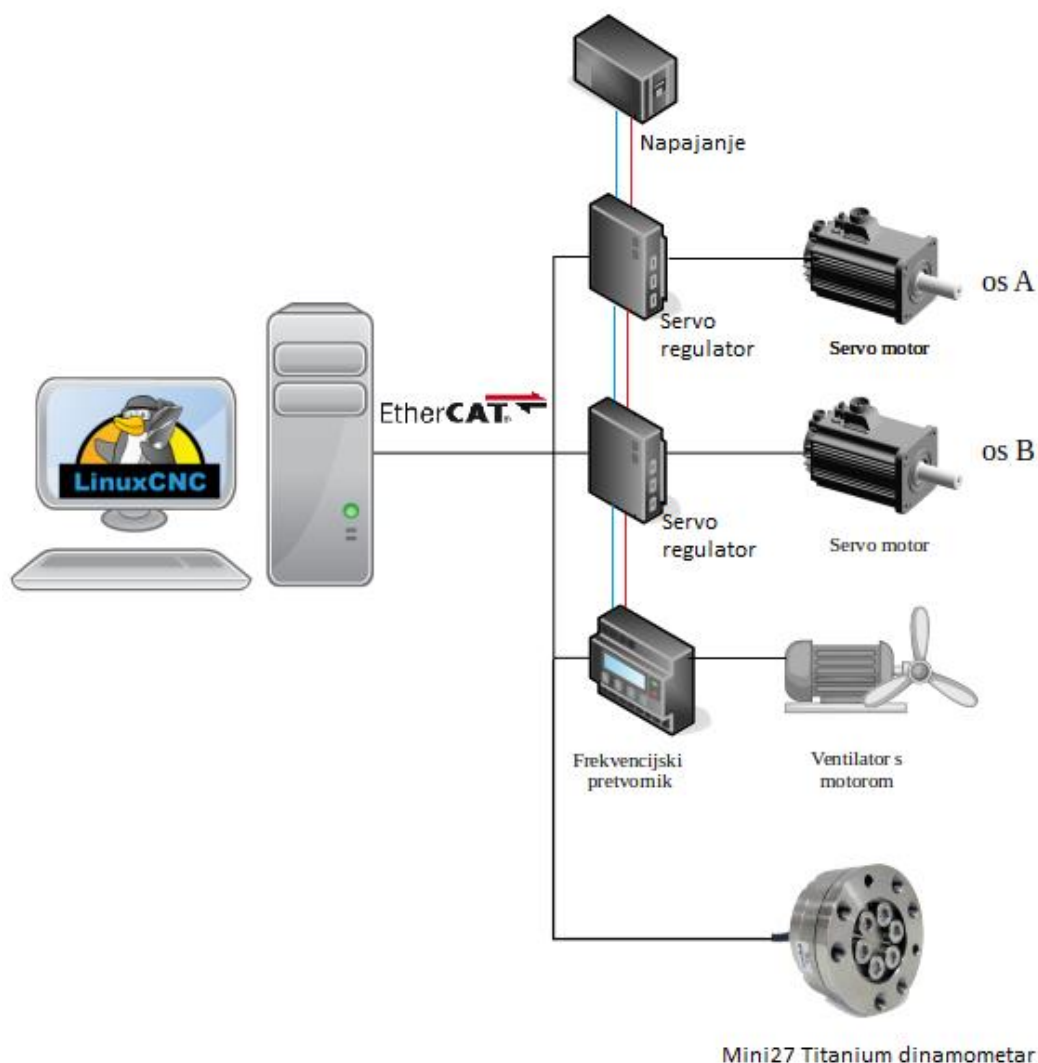 Napajanje
Servo
regulator
Servo motor
os A
EtherCAT
LinuxCNC
Servo
regulator
Servo motor
os B
Frekvencijski
pretvornik
Ventilator s
motorom
Mini27 Titanium dinamometar